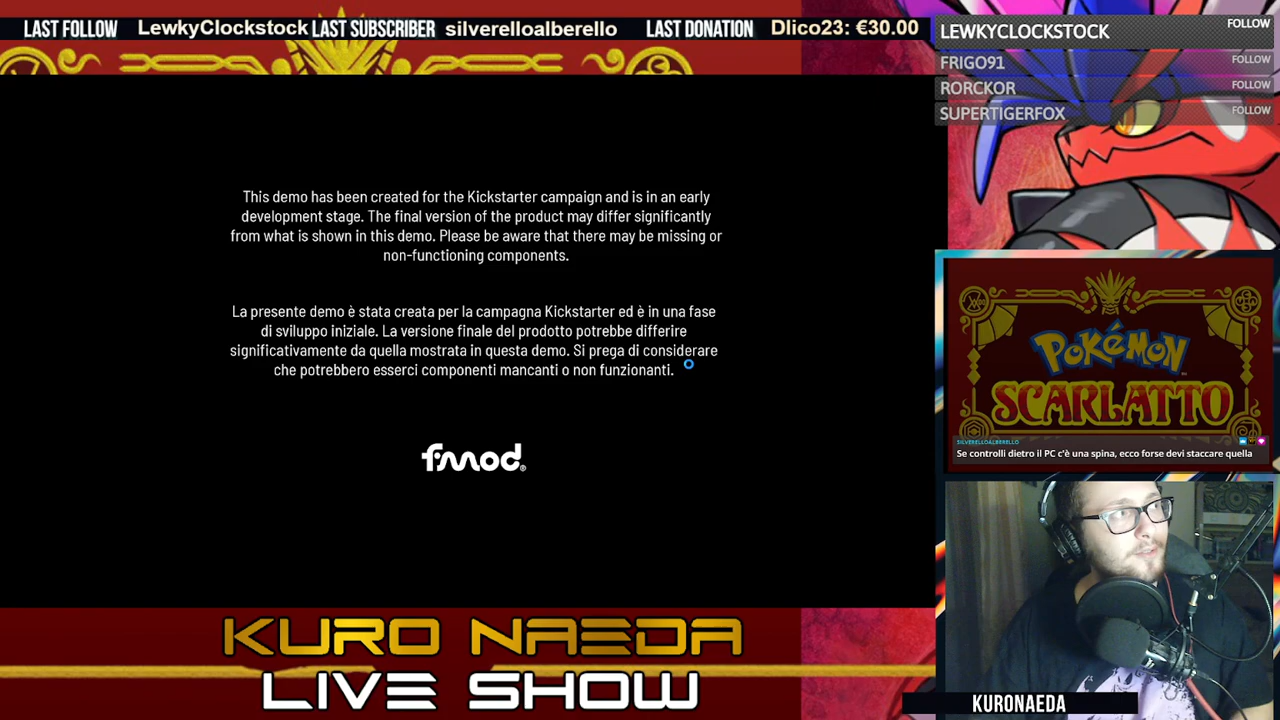 LAST FOLLOW LewkyClockstock LAST SUBSCRIBER silverelloalberello LAST DONATION Dlico23: €30.00
LEWKYCLOCKSTOCK FOLLOW
FRIGO91 FOLLOW
RORCKOR FOLLOW
SUPERTIGERFOX FOLLOW
This demo has been created for the Kickstarter campaign and is in an early
development stage. The final version of the product may differ significantly
from what is shown in this demo. Please be aware that there may be missing or
non-functioning components.
La presente demo è stata creata per la campagna Kickstarter ed è in una fase
di sviluppo iniziale. La versione finale del prodotto potrebbe differire
significativamente da quella mostrata in questa demo. Si prega di considerare
che potrebbero esserci componenti mancanti o non funzionanti.
fmod®
POKÉMON
SCARLATTO
SILVERELLOALBERELLO
Se controlli dietro il PC c'è una spina, ecco forse devi staccare quella
KURO NAEDA
LIVE SHOW
KURONAEDA